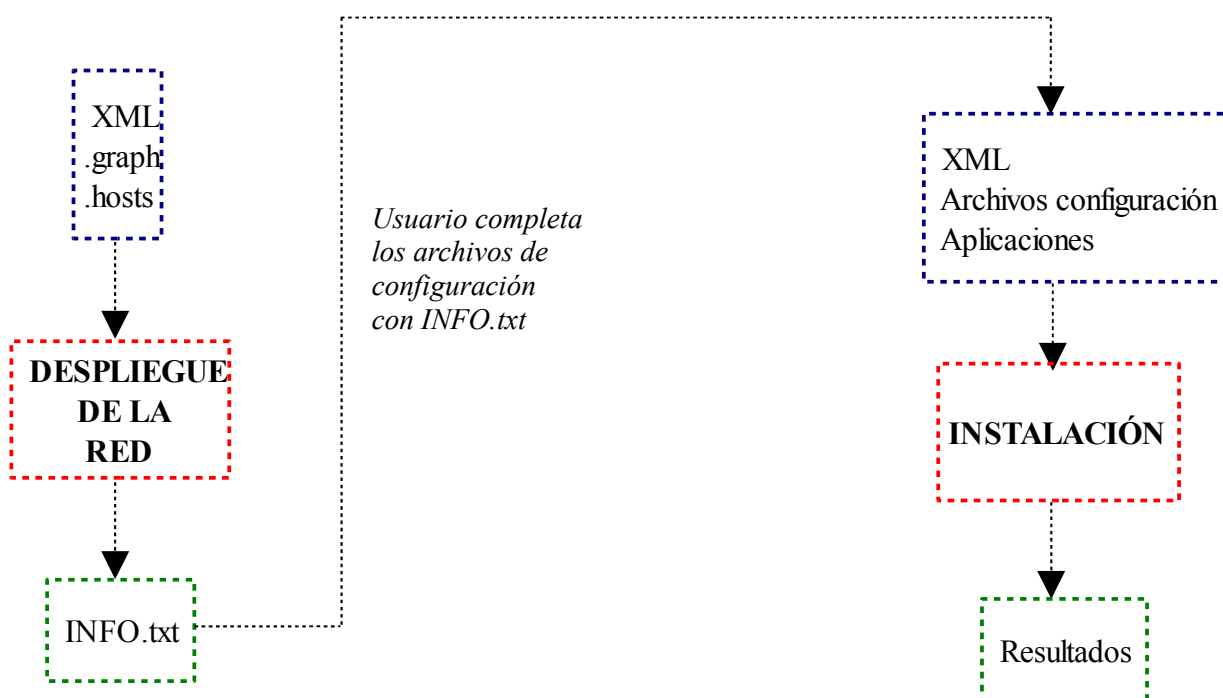 XML
.graph
.hosts
DESPLIEGUE
DE LA
RED
INFO.txt
Usuario completa
los archivos de
configuración
con INFO.txt
XML
Archivos configuración
Aplicaciones
INSTALACIÓN
Resultados